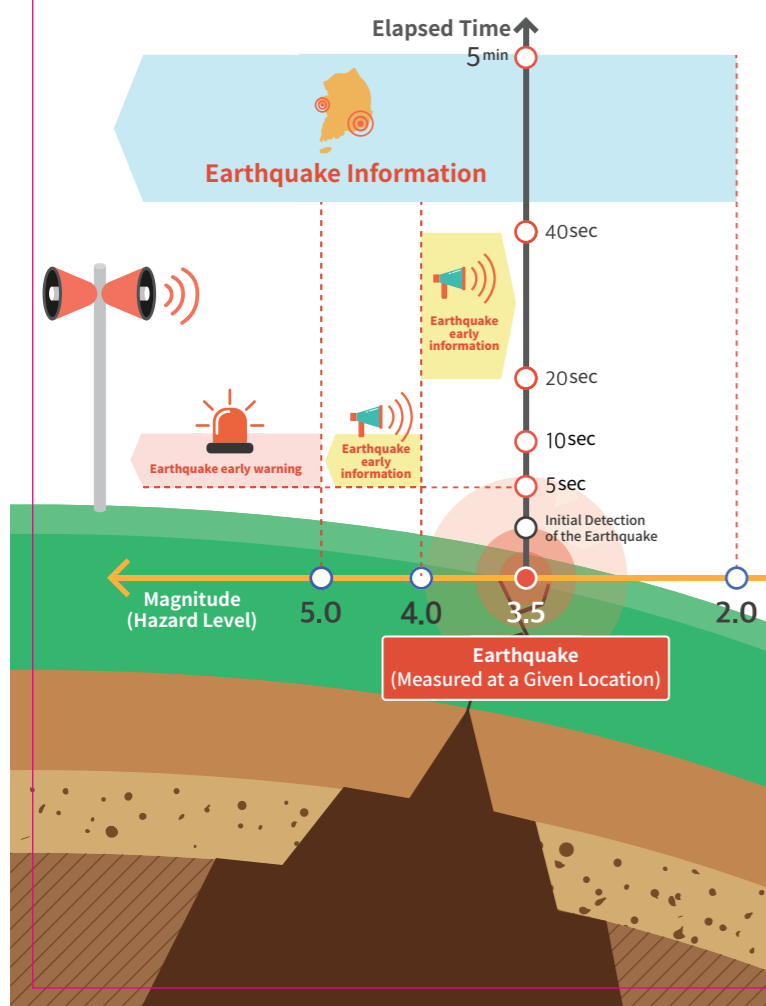 Elapsed Time
5min
Earthquake Information
40sec
Earthquake
early
information
20sec
10sec
Earthquake early warning
Earthquake
early
information
5sec
Initial Detection
of the Earthquake
Magnitude
(Hazard Level)
5.0
4.0
3.5
2.0
Earthquake
(Measured at a Given Location)